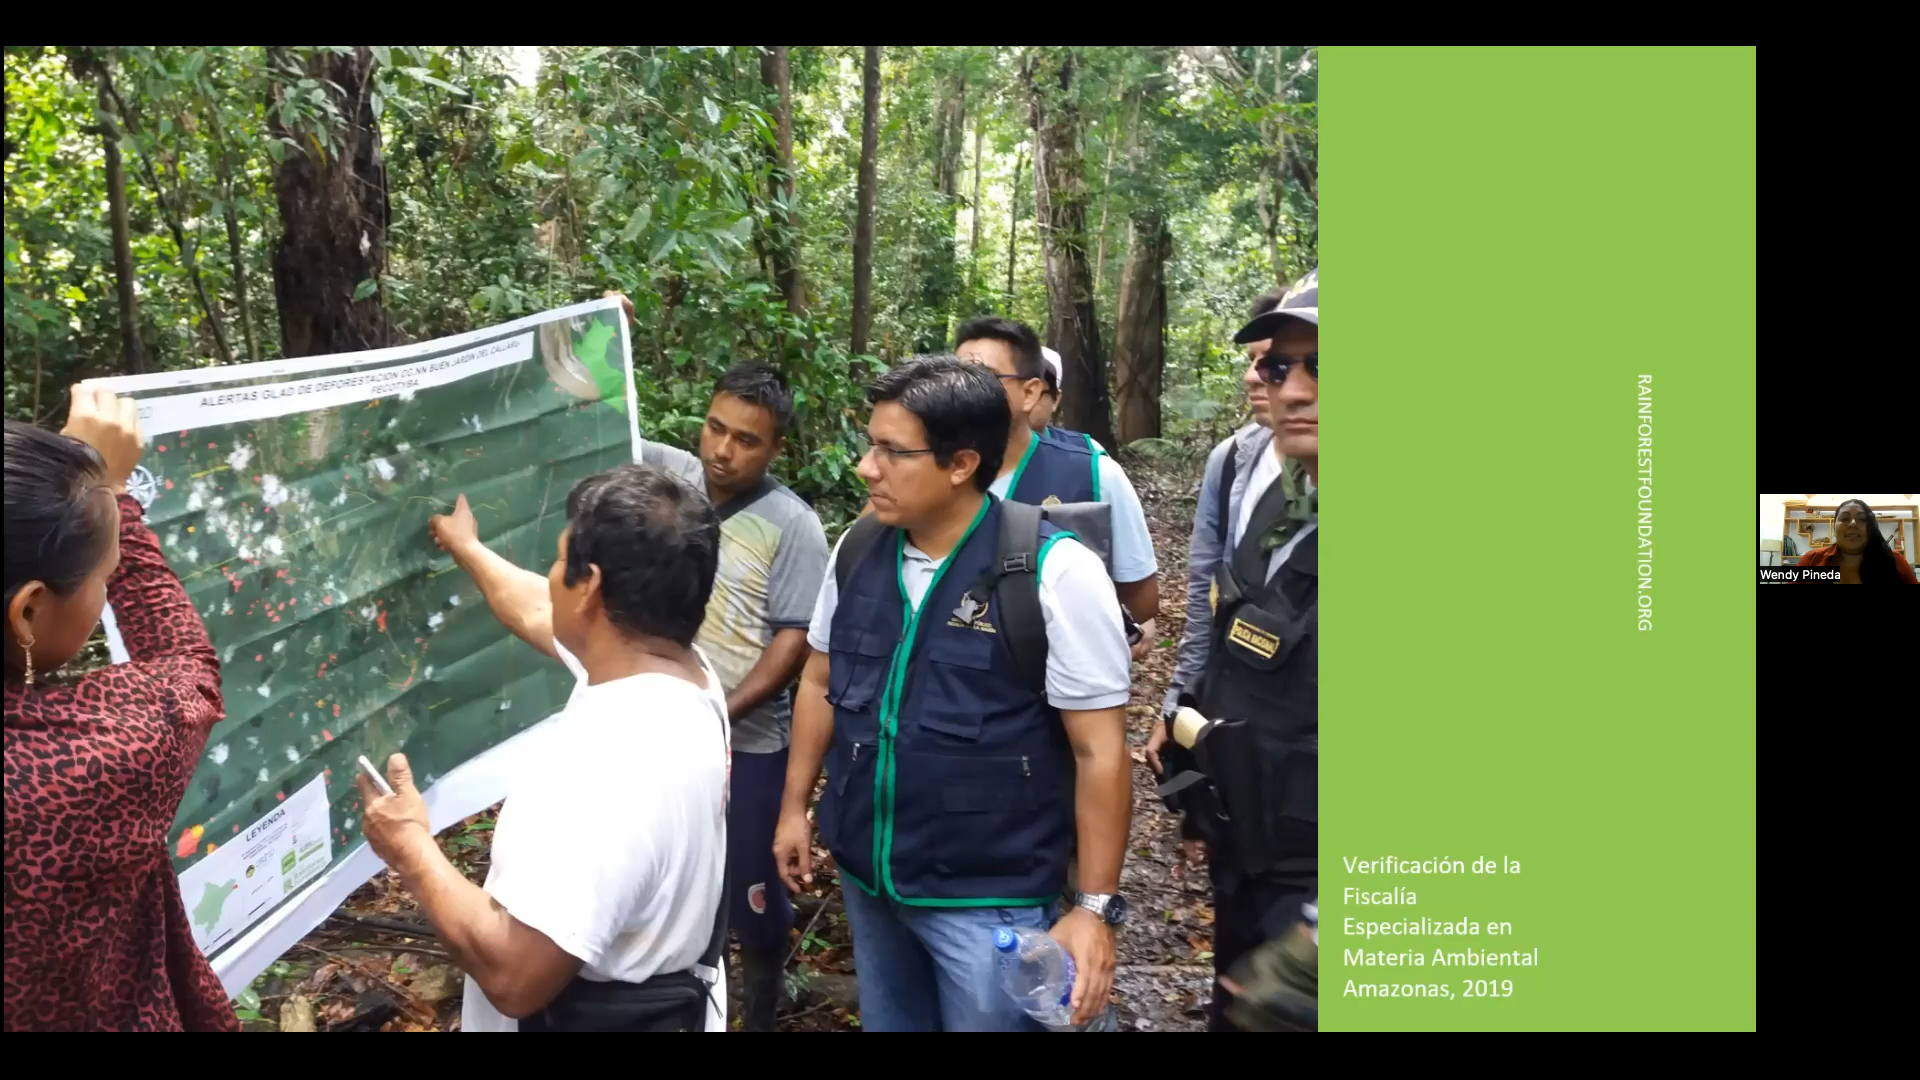 ALERTAS GLAD DE DEFORESTACION CC.NN BUEN JARDIN DEL CALLARU
FECOTYBA
LEYENDA
POLICIA NACIONAL
RAINFORESTFOUNDATION.ORG
Verificación de la
Fiscalía
Especializada en
Materia Ambiental
Amazonas, 2019
Wendy Pineda